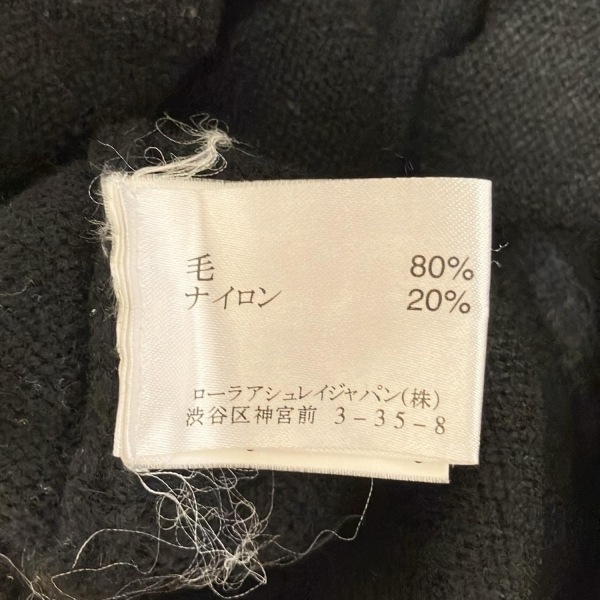 毛 80%
ナイロン 20%
ローラアシュレイジャパン(株)
渋谷区神宮前 3-35-8